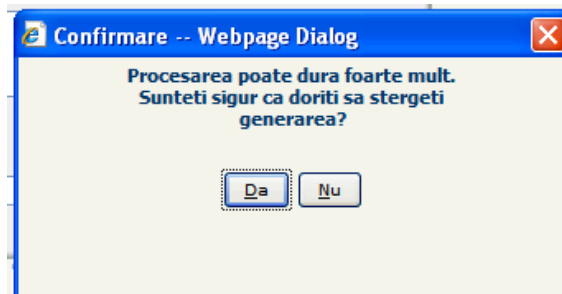 Confirmare -- Webpage Dialog
Procesarea poate dura foarte mult.
Sunteti sigur ca doriti sa stergeti
generarea?
Da Nu